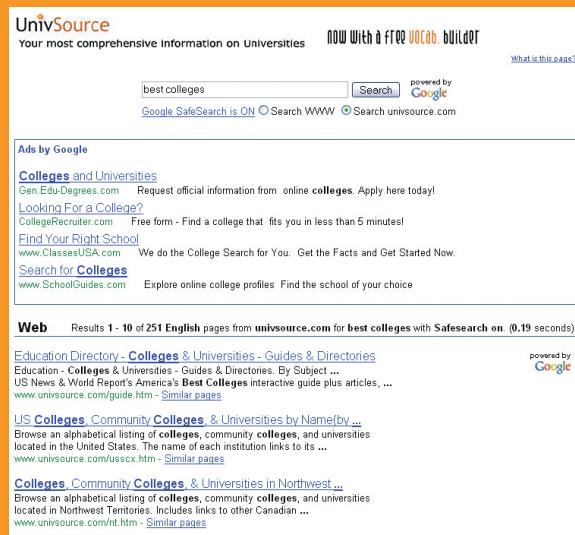 UnivSource
Your most comprehensive information on Universities
now with a free vocab. builder
What is this page?
best colleges
Search
powered by
Google
Google SafeSearch is ON Search WWW Search univsource.com
Ads by Google
Colleges and Universities
Gen.Edu-Degrees.com Request official information from online colleges. Apply here today!
Looking For a College?
CollegeRecruiter.com Free form - Find a college that fits you in less than 5 minutes!
Find Your Right School
www.ClassesUSA.com We do the College Search for You. Get the Facts and Get Started Now.
Search for Colleges
www.SchoolGuides.com Explore online college profiles Find the school of your choice
Web Results 1 - 10 of 251 English pages from univsource.com for best colleges with Safesearch on. (0.19 seconds)
Education Directory - Colleges & Universities - Guides & Directories
Education - Colleges & Universities - Guides & Directories. By Subject ...
US News & World Report's America's Best Colleges interactive guide plus articles, ...
www.univsource.com/guide.htm - Similar pages
powered by
Google
US Colleges, Community Colleges, & Universities by Name(by ...
Browse an alphabetical listing of colleges, community colleges, and universities
located in the United States. The name of each institution links to its ...
www.univsource.com/usscx.htm - Similar pages
Colleges, Community Colleges, & Universities in Northwest ...
Browse an alphabetical listing of colleges, community colleges, and universities
located in Northwest Territories. Includes links to other Canadian ...
www.univsource.com/nt.htm - Similar pages